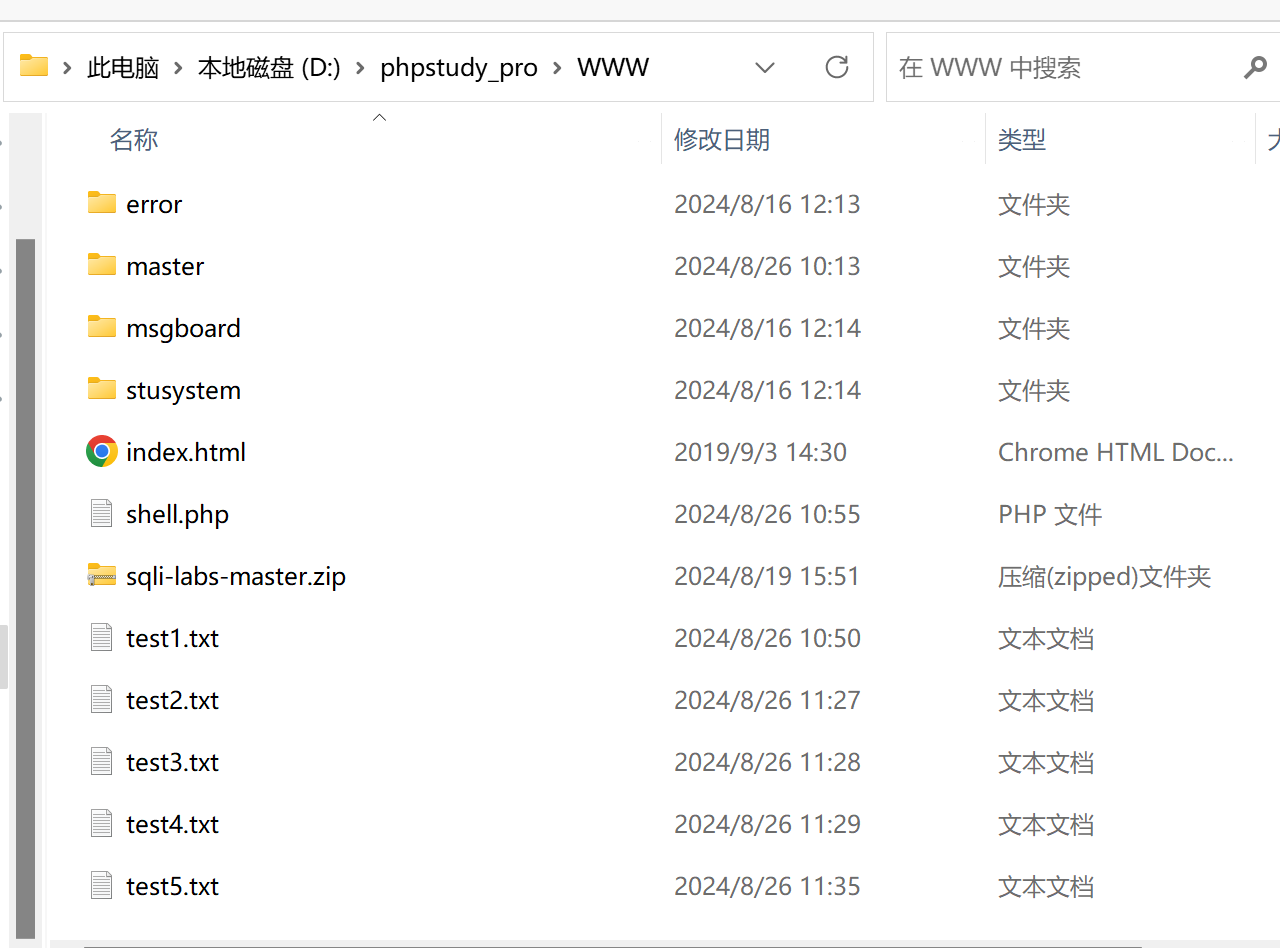 此电脑 本地磁盘 (D:) phpstudy_pro WWW 在 WWW 中搜索
名称 修改日期 类型
error 2024/8/16 12:13 文件夹
master 2024/8/26 10:13 文件夹
msgboard 2024/8/16 12:14 文件夹
stusystem 2024/8/16 12:14 文件夹
index.html 2019/9/3 14:30 Chrome HTML Doc...
shell.php 2024/8/26 10:55 PHP 文件
sqli-labs-master.zip 2024/8/19 15:51 压缩(zipped)文件夹
test1.txt 2024/8/26 10:50 文本文档
test2.txt 2024/8/26 11:27 文本文档
test3.txt 2024/8/26 11:28 文本文档
test4.txt 2024/8/26 11:29 文本文档
test5.txt 2024/8/26 11:35 文本文档